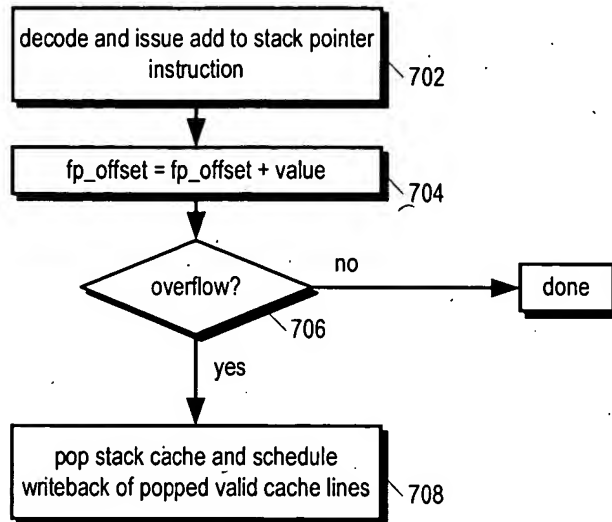 decode and issue add to stack pointer
instruction
702
fp_offset = fp_offset + value
704
overflow?
no
done
706
yes
pop stack cache and schedule
writeback of popped valid cache lines
708